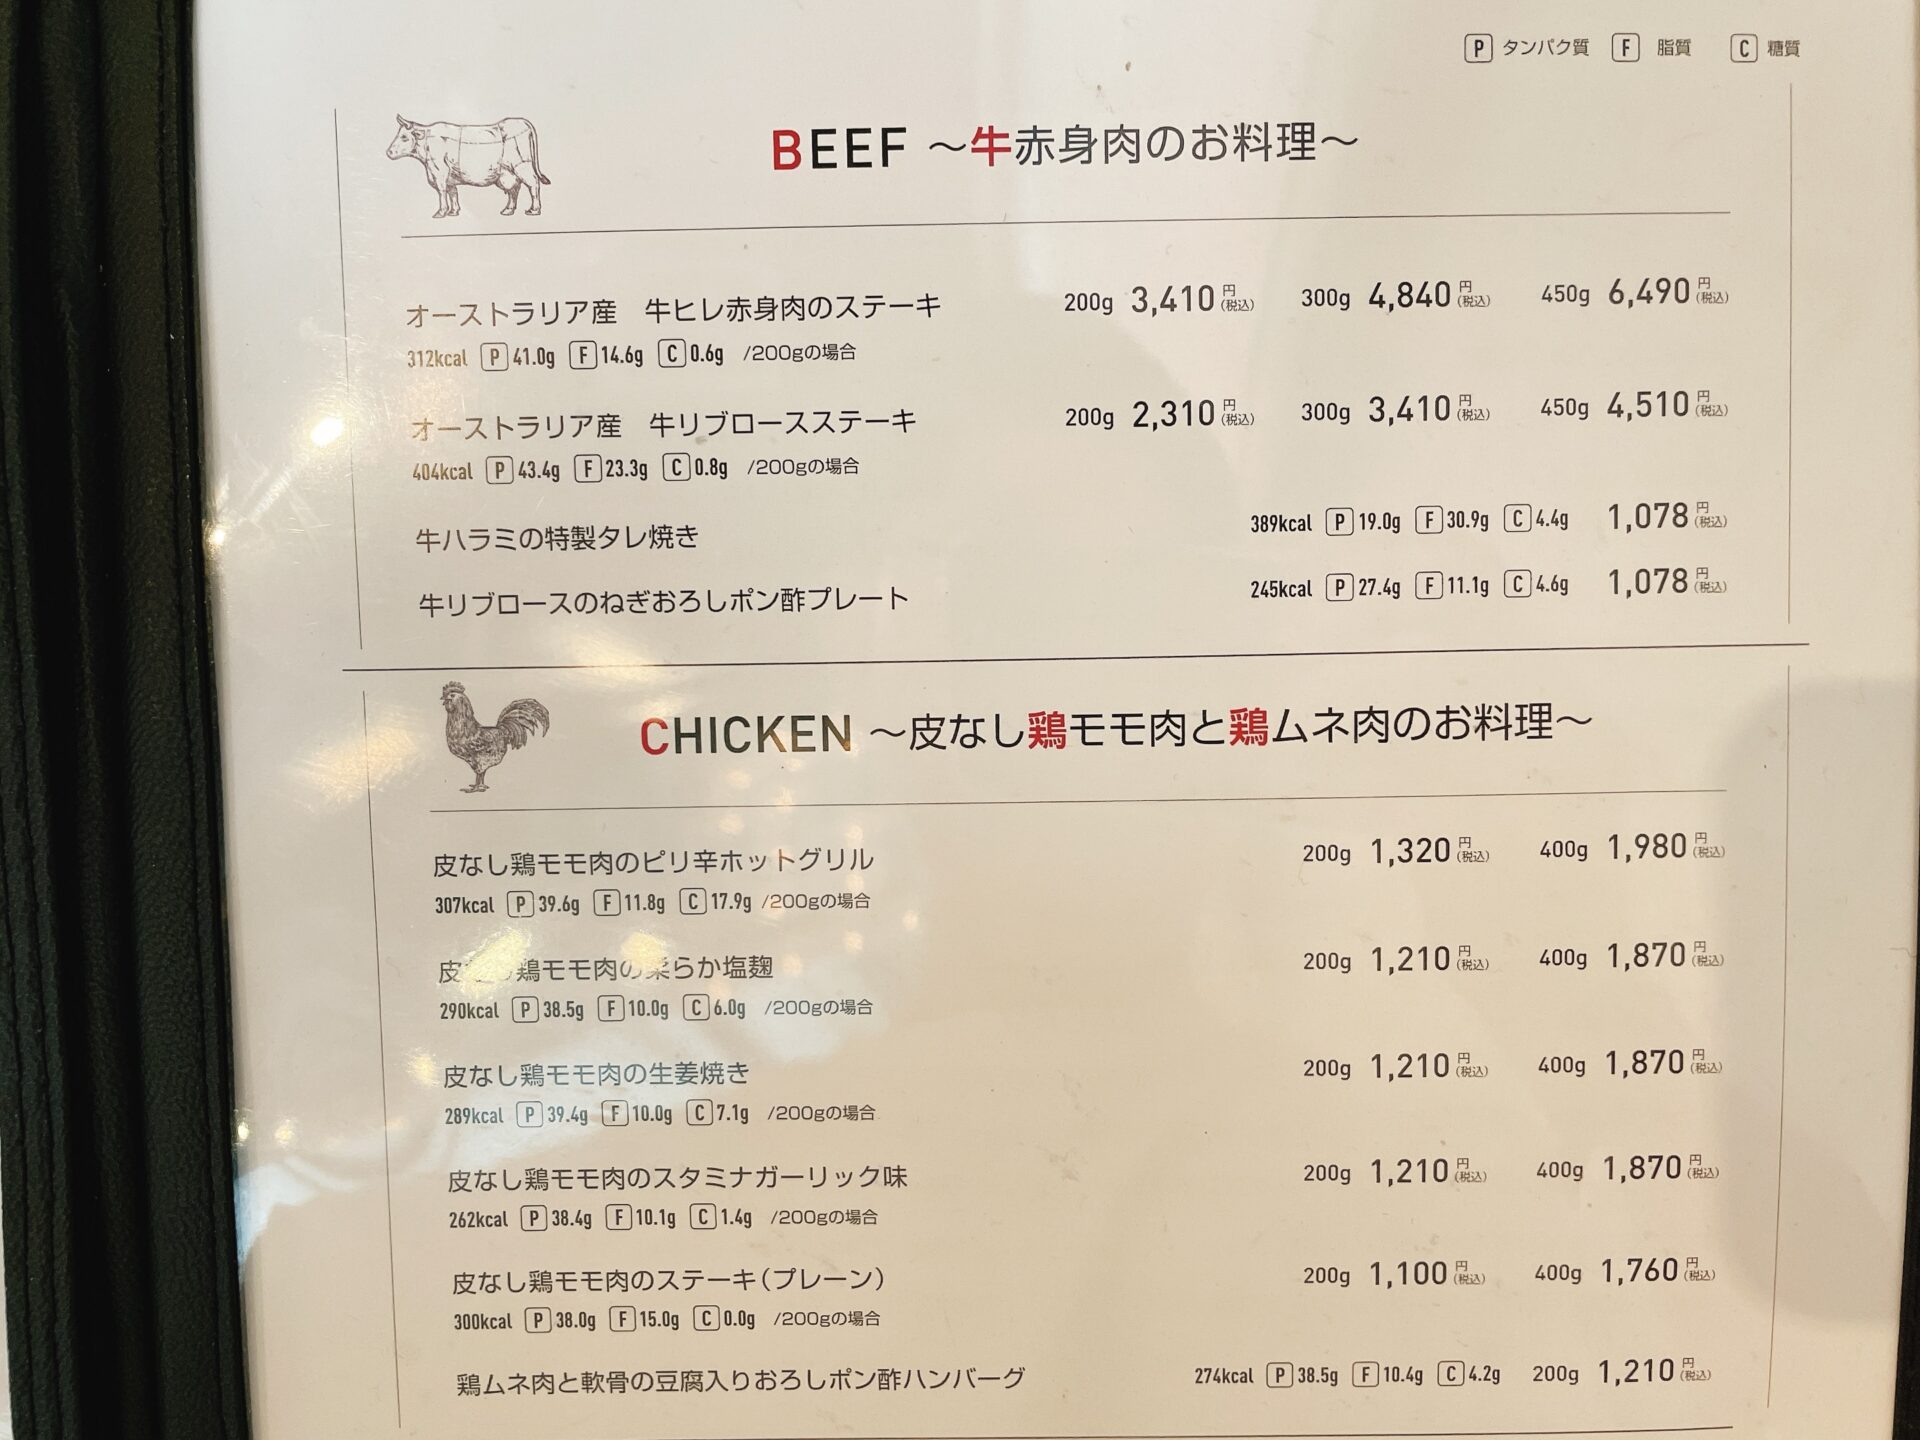 P タンパク質 F 脂質 C 糖質
BEEF ～牛赤身肉のお料理～
オーストラリア産 牛ヒレ赤身肉のステーキ 200g 3,410円(税込) 300g 4,840円(税込) 450g 6,490円(税込)
312kcal P 41.0g F 14.6g C 0.6g /200gの場合
オーストラリア産 牛リブロースステーキ 200g 2,310円(税込) 300g 3,410円(税込) 450g 4,510円(税込)
404kcal P 43.4g F 23.3g C 0.8g /200gの場合
牛ハラミの特製タレ焼き 389kcal P 19.0g F 30.9g C 4.4g 1,078円(税込)
牛リブロースのねぎおろしポン酢プレート 245kcal P 27.4g F 11.1g C 4.6g 1,078円(税込)
CHICKEN ～皮なし鶏モモ肉と鶏ムネ肉のお料理～
皮なし鶏モモ肉のピリ辛ホットグリル 200g 1,320円(税込) 400g 1,980円(税込)
307kcal P 39.6g F 11.8g C 17.9g /200gの場合
皮なし鶏モモ肉の柔らか塩麹 200g 1,210円(税込) 400g 1,870円(税込)
290kcal P 38.5g F 10.0g C 6.0g /200gの場合
皮なし鶏モモ肉の生姜焼き 200g 1,210円(税込) 400g 1,870円(税込)
289kcal P 39.4g F 10.0g C 7.1g /200gの場合
皮なし鶏モモ肉のスタミナガーリック味 200g 1,210円(税込) 400g 1,870円(税込)
262kcal P 38.4g F 10.1g C 1.4g /200gの場合
皮なし鶏モモ肉のステーキ(プレーン) 200g 1,100円(税込) 400g 1,760円(税込)
300kcal P 38.0g F 15.0g C 0.0g /200gの場合
鶏ムネ肉と軟骨の豆腐入りおろしポン酢ハンバーグ 274kcal P 38.5g F 10.4g C 4.2g 200g 1,210円(税込)